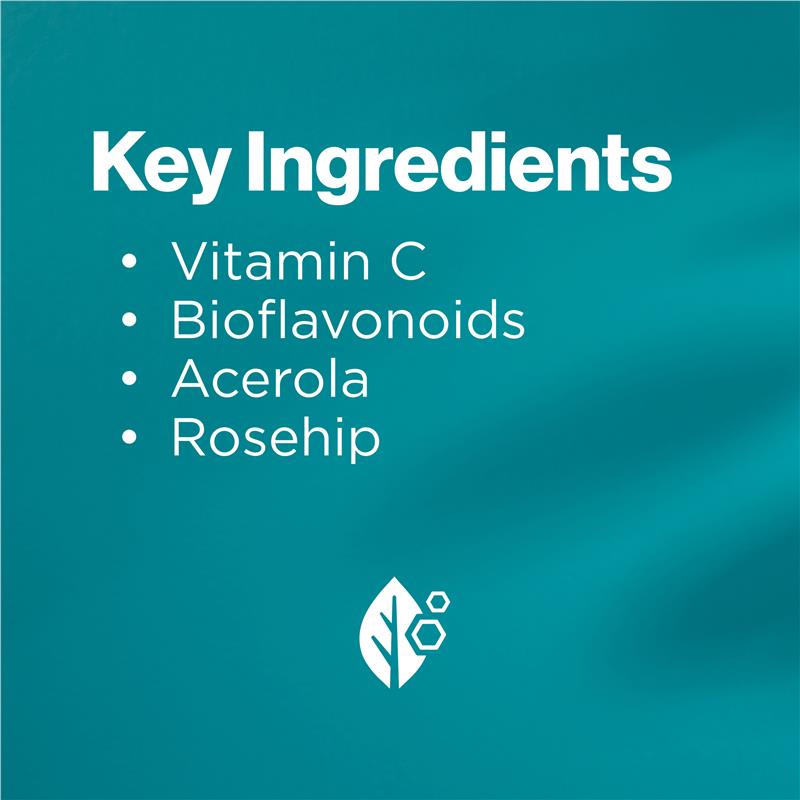 Key Ingredients
• Vitamin C
• Bioflavonoids
• Acerola
• Rosehip